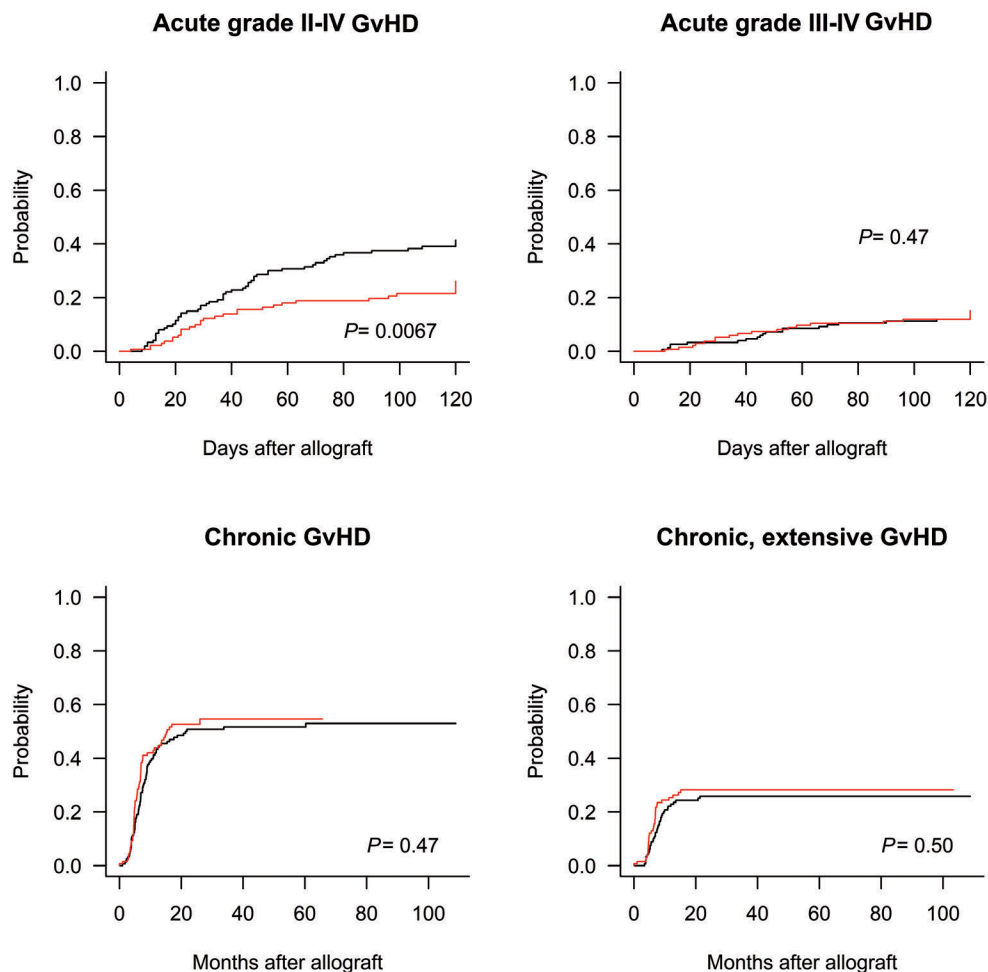 Acute grade II-IV GvHD
Probability
1.0
0.8
0.6
0.4
0.2
0.0
P= 0.0067
0 20 40 60 80 100 120
Days after allograft
Acute grade III-IV GvHD
Probability
1.0
0.8
0.6
0.4
0.2
0.0
P= 0.47
0 20 40 60 80 100 120
Days after allograft
Chronic GvHD
Probability
1.0
0.8
0.6
0.4
0.2
0.0
P= 0.47
0 20 40 60 80 100
Months after allograft
Chronic, extensive GvHD
Probability
1.0
0.8
0.6
0.4
0.2
0.0
P= 0.50
0 20 40 60 80 100
Months after allograft